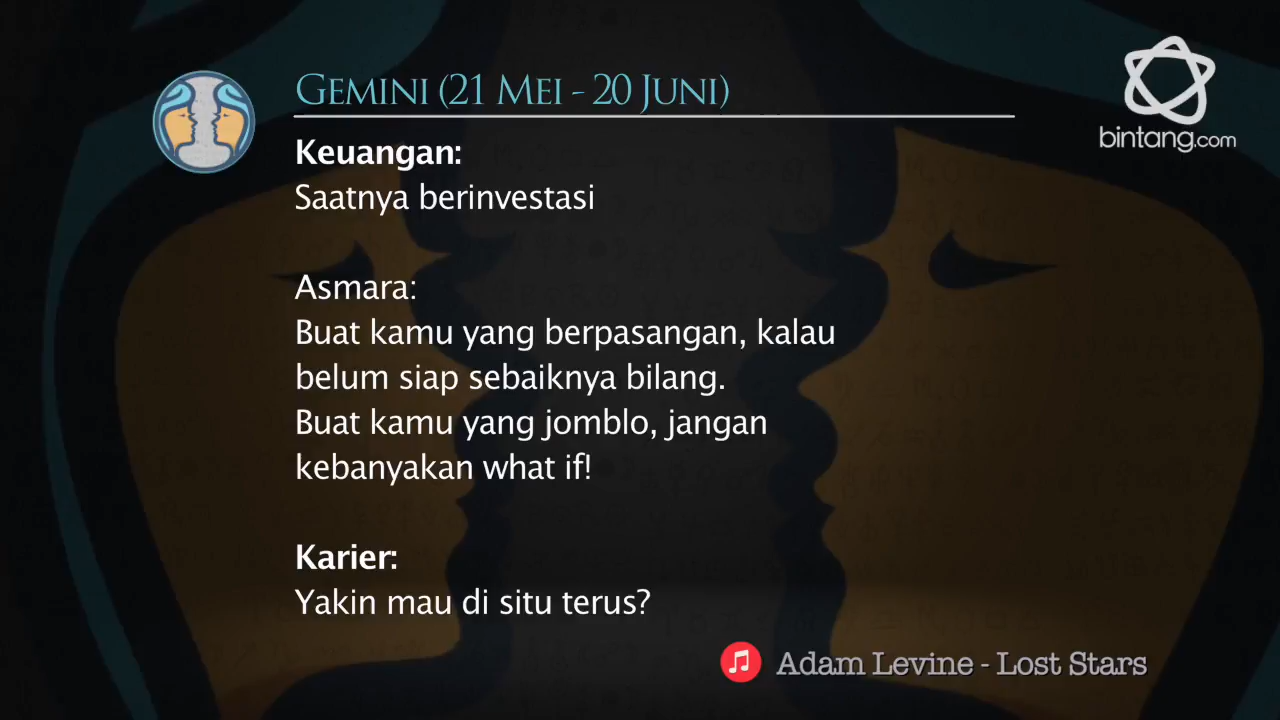 GEMINI (21 MEI - 20 JUNI)
bintang.com
Keuangan:
Saatnya berinvestasi
Asmara:
Buat kamu yang berpasangan, kalau
belum siap sebaiknya bilang.
Buat kamu yang jomblo, jangan
kebanyakan what if!
Karier:
Yakin mau di situ terus?
Adam Levine - Lost Stars